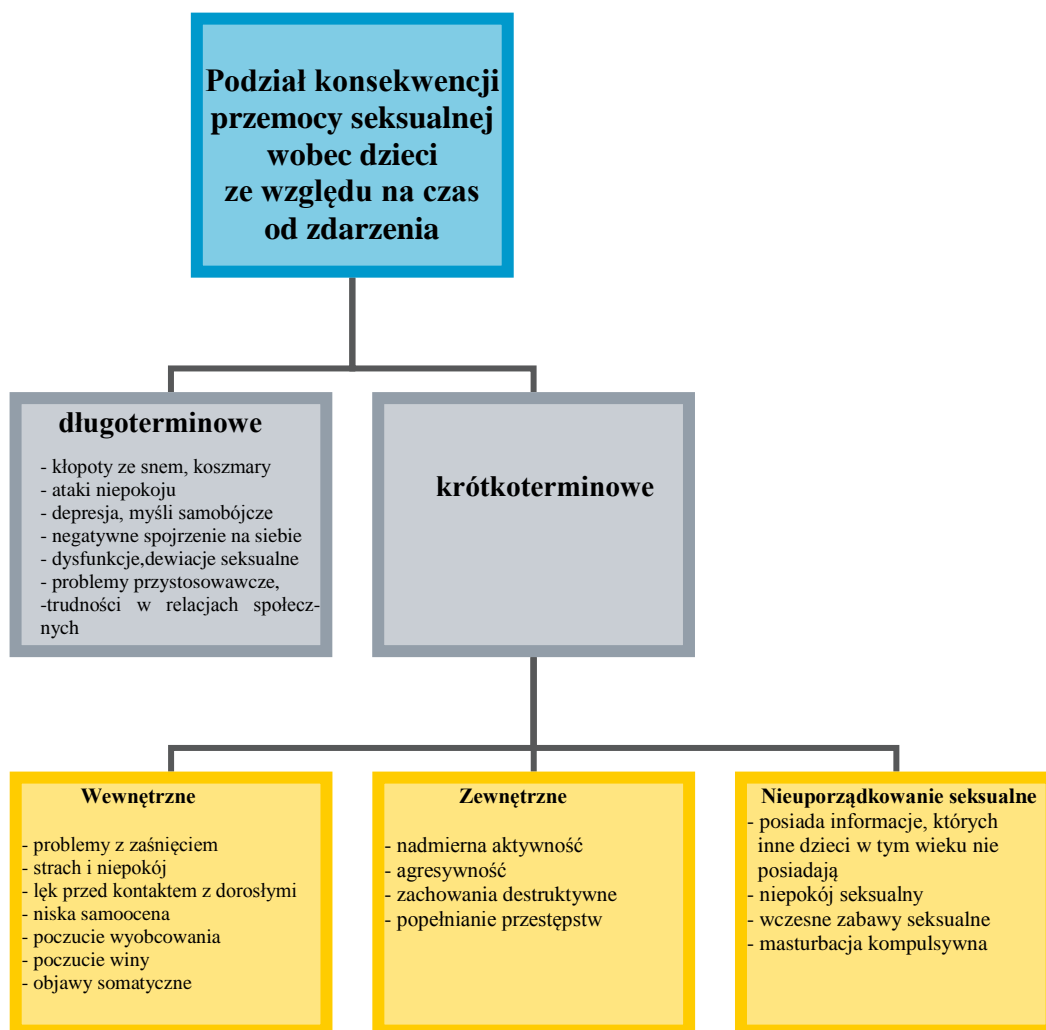 Podział konsekwencji
przemocy seksualnej
wobec dzieci
ze względu na czas
od zdarzenia
długoterminowe
- kłopoty ze snem, koszmary
- ataki niepokoju
- depresja, myśli samobójcze
- negatywne spojrzenie na siebie
- dysfunkcje,dewiacje seksualne
- problemy przystosowawcze,
-trudności w relacjach społecz-
nych
krótkoterminowe
Wewnętrzne
- problemy z zaśnięciem
- strach i niepokój
- lęk przed kontaktem z dorosłymi
- niska samoocena
- poczucie wyobcowania
- poczucie winy
- objawy somatyczne
Zewnętrzne
- nadmierna aktywność
- agresywność
- zachowania destruktywne
- popełnianie przestępstw
Nieuporządkowanie seksualne
- posiada informacje, których
inne dzieci w tym wieku nie
posiadają
- niepokój seksualny
- wczesne zabawy seksualne
- masturbacja kompulsywna